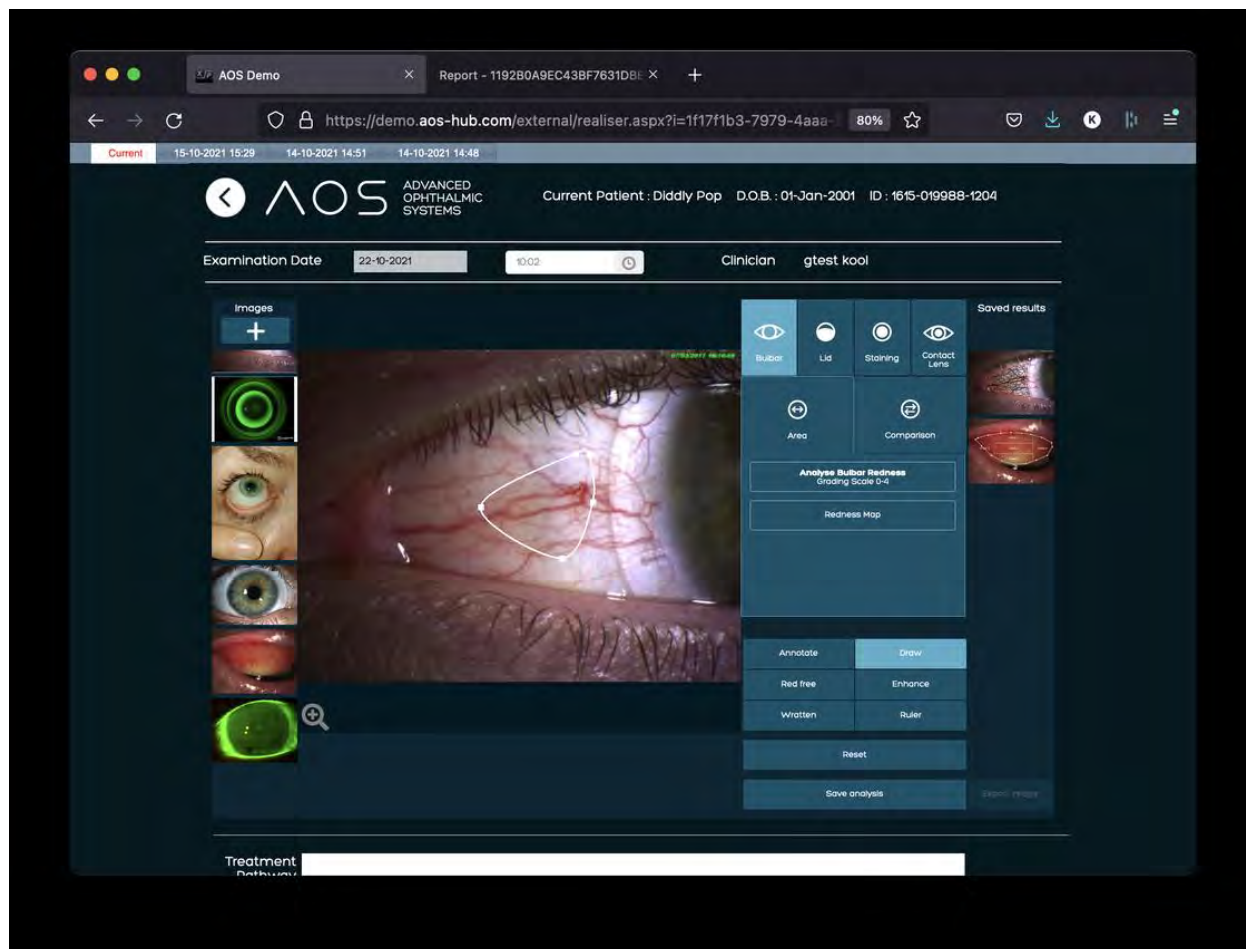 AOS Demo
Report - 1192B0A9EC43BF7631DBE
https://demo.aos-hub.com/external/realiser.aspx?i=1f17f1b3-7979-4aaa-
80%
K
Current 15-10-2021 15:29 14-10-2021 14:51 14-10-2021 14:48
AOS
ADVANCED
OPHTHALMIC
SYSTEMS
Current Patient : Diddly Pop D.O.B. : 01-Jan-2001 ID : 1615-019988-1204
Examination Date 22-10-2021 10:02 Clinician gtest kool
Images
Saved results
Bulbar
Lid
Staining
Contact
Lens
Area
Comparison
Analyse Bulbar Redness
Grading Scale 0-4
Redness Map
Annotate
Draw
Red free
Enhance
Wratten
Ruler
Reset
Save analysis
Treatment
Pathway